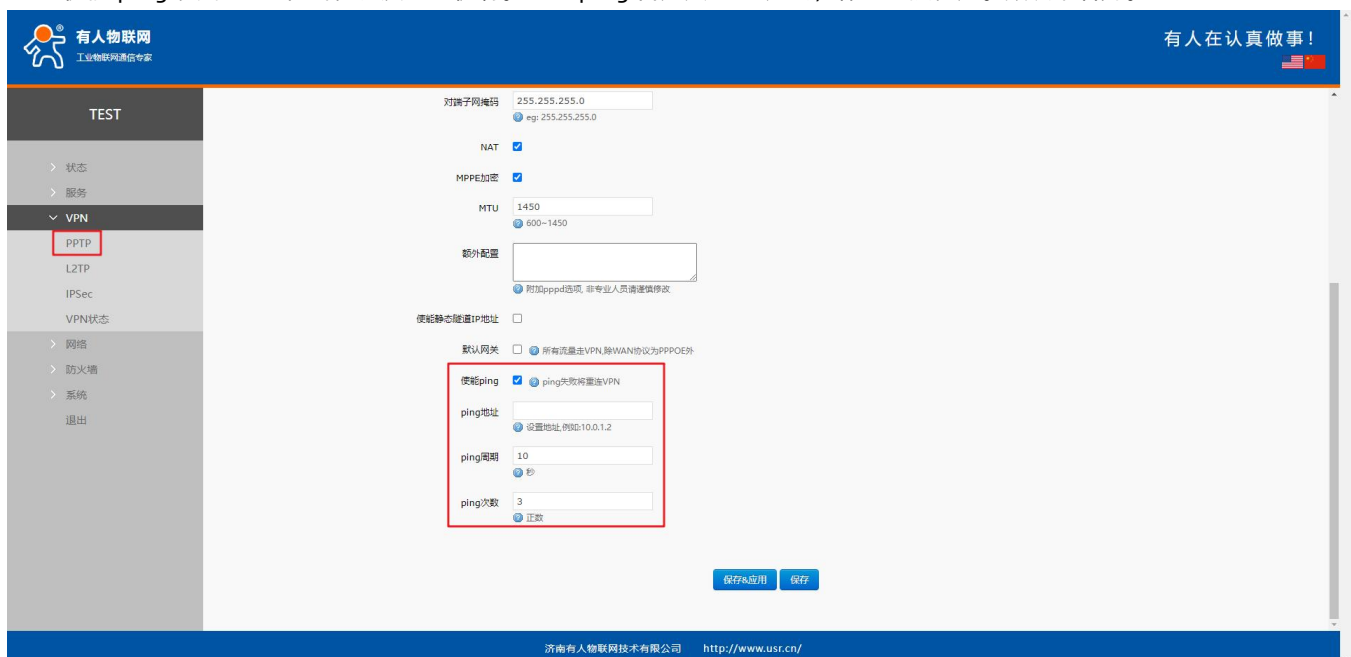 有人物联网
工业物联网通信专家
有人在认真做事！
TEST
状态
服务
VPN
PPTP
L2TP
IPSec
VPN状态
网络
防火墙
系统
退出
对端子网掩码 255.255.255.0
eg: 255.255.255.0
NAT
MPPE加密
MTU 1450
600~1450
额外配置
附加pppd选项, 非专业人员请谨慎修改
使能静态隧道IP地址
默认网关 所有流量走VPN,除WAN协议为PPPOE外
使能ping ping失败将重连VPN
ping地址
设置地址,例如:10.0.1.2
ping周期 10
秒
ping次数 3
正数
保存&应用 保存
济南有人物联网技术有限公司 http://www.usr.cn/